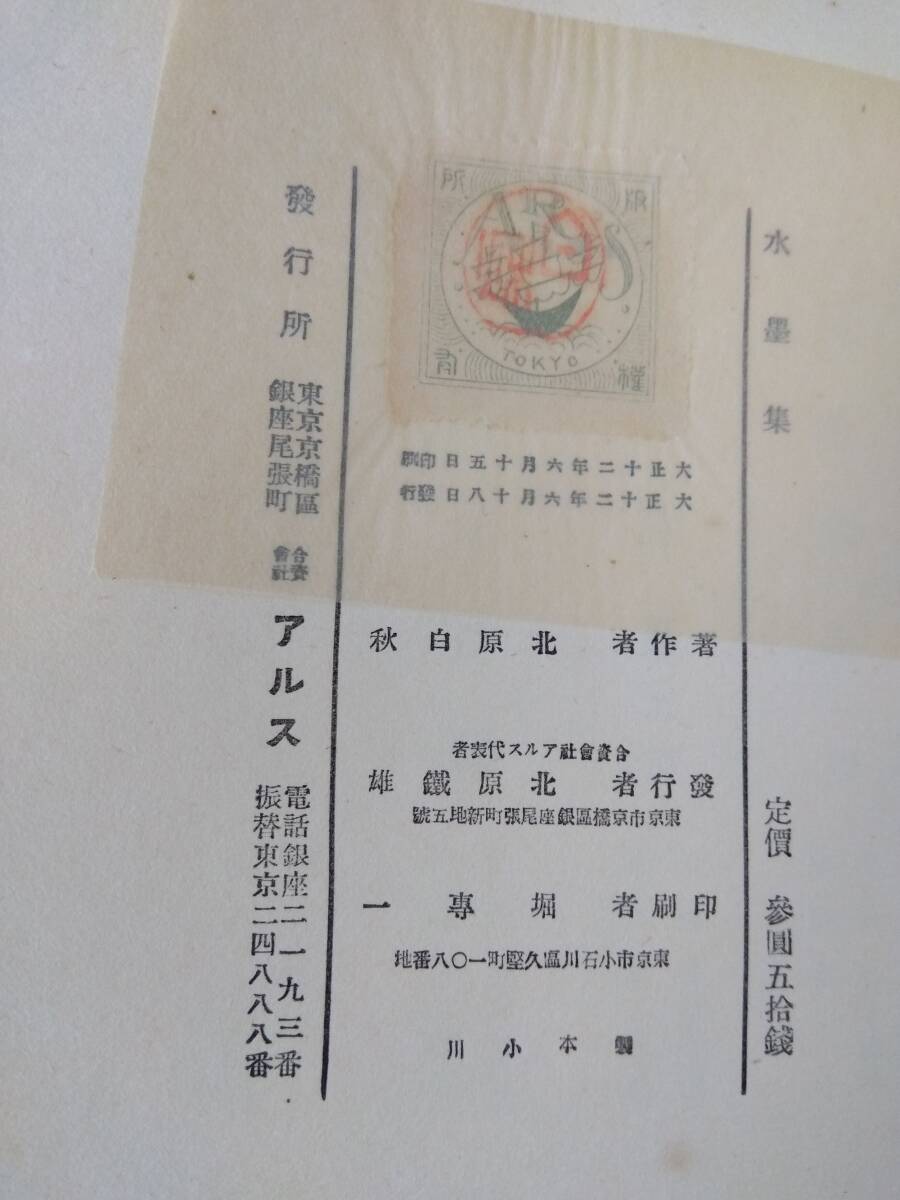 水墨集
定價 參圓五拾錢
版權所有
ARS
TOKYO
大正十二年六月十五日印刷
大正十二年六月十八日發行
著作者 北原白秋
合資會社アルス代表者
發行者 北原鐵雄
東京市京橋區銀座尾張町新地五號
印刷者 堀專一
東京市小石川區久堅町一〇八番地
製本 小川
發行所
東京京橋區
銀座尾張町
合資
會社
アルス
電話銀座二一九三番
振替東京二四八八八番